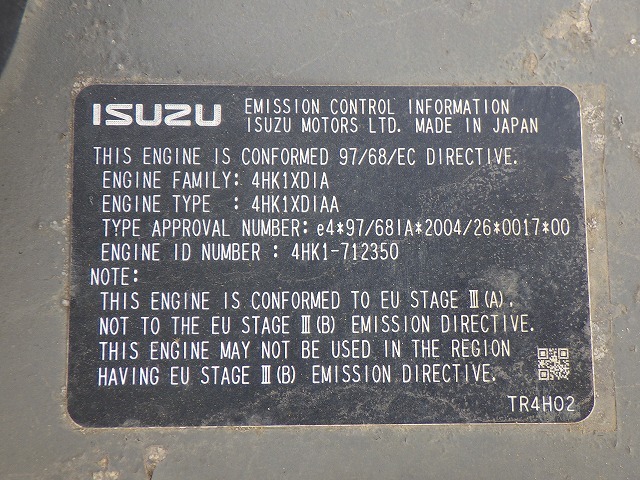 ISUZU EMISSION CONTROL INFORMATION
ISUZU MOTORS LTD. MADE IN JAPAN
THIS ENGINE IS CONFORMED 97/68/EC DIRECTIVE.
ENGINE FAMILY: 4HK1XDIA
ENGINE TYPE : 4HK1XDIAA
TYPE APPROVAL NUMBER: e4*97/68IA*2004/26*0017*00
ENGINE ID NUMBER : 4HK1-712350
NOTE:
THIS ENGINE IS CONFORMED TO EU STAGE Ⅲ(A).
NOT TO THE EU STAGE Ⅲ(B) EMISSION DIRECTIVE.
THIS ENGINE MAY NOT BE USED IN THE REGION
HAVING EU STAGE Ⅲ(B) EMISSION DIRECTIVE.
TR4H02